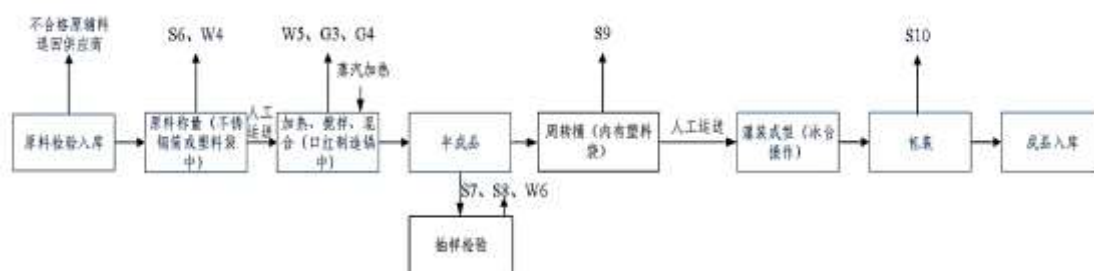 不合格原辅料
退回供应商
S6、W4
W5、G3、G4
蒸汽加热
S9
S10
原料检验入库
原料称量（不锈
钢筒或塑料袋
中）
人工
运送
加热、搅拌、混
合（口红制造锅
中）
半成品
周转桶（内有塑料
袋）
人工运送
灌装成型（冰台
操作）
包装
成品入库
S7、S8、W6
抽样检验